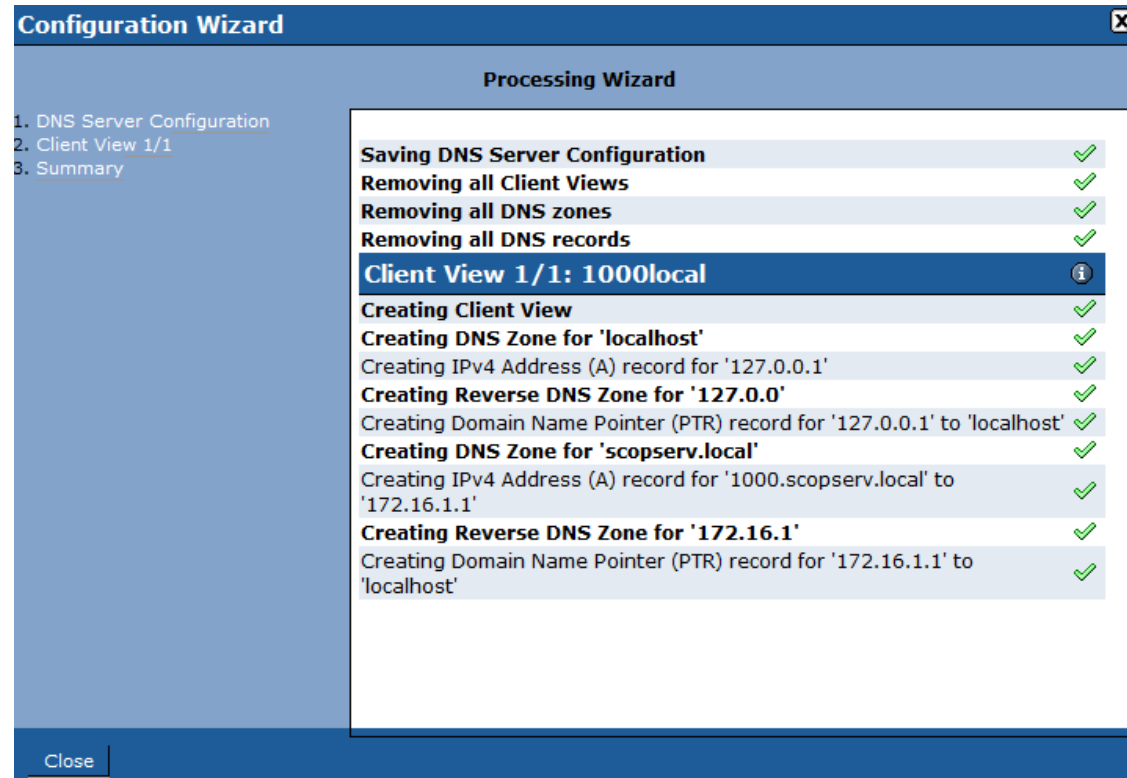 Configuration Wizard
Processing Wizard
1. DNS Server Configuration
2. Client View 1/1
3. Summary
Saving DNS Server Configuration
Removing all Client Views
Removing all DNS zones
Removing all DNS records
Client View 1/1: 1000local
Creating Client View
Creating DNS Zone for 'localhost'
Creating IPv4 Address (A) record for '127.0.0.1'
Creating Reverse DNS Zone for '127.0.0'
Creating Domain Name Pointer (PTR) record for '127.0.0.1' to 'localhost'
Creating DNS Zone for 'scopserv.local'
Creating IPv4 Address (A) record for '1000.scopserv.local' to
'172.16.1.1'
Creating Reverse DNS Zone for '172.16.1'
Creating Domain Name Pointer (PTR) record for '172.16.1.1' to
'localhost'
Close